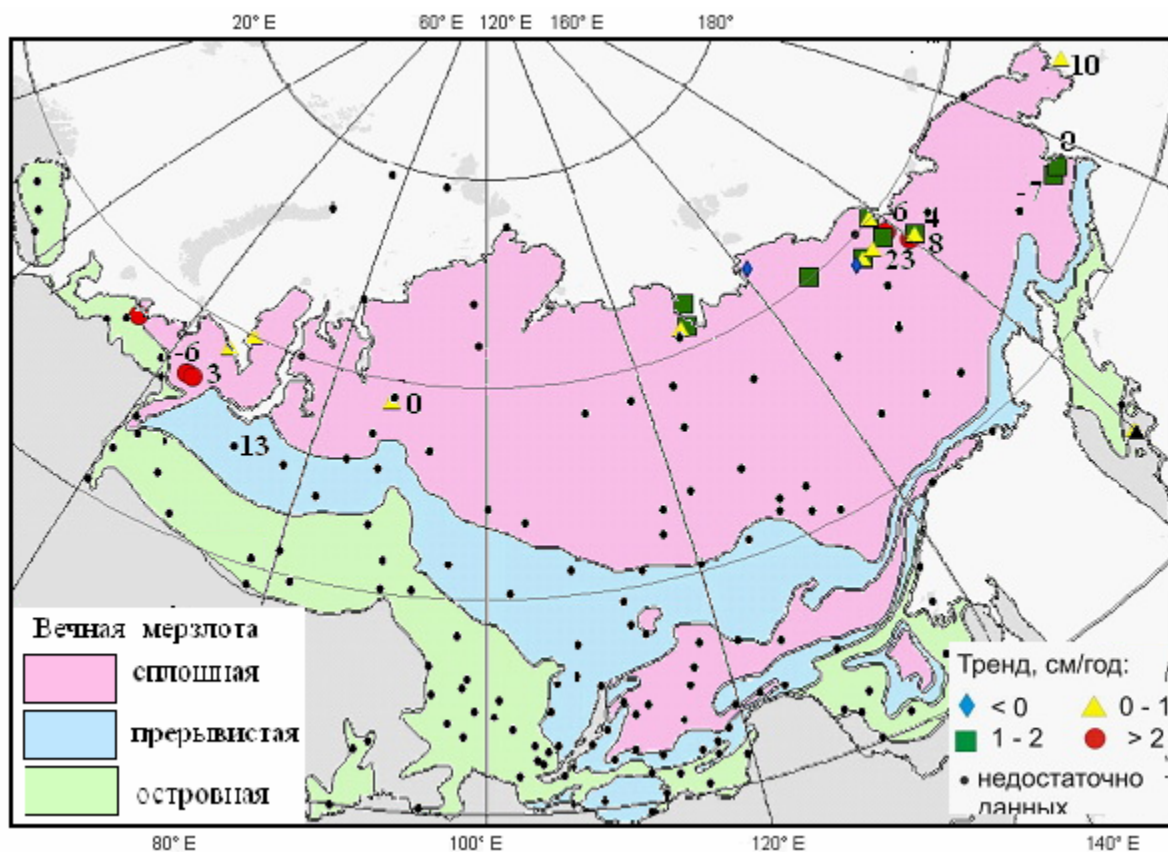 20° E 60° E 120° E 160° E 180°
10
9
-7
-6 4
8
23
-6
3
0
13
Вечная мерзлота
сплошная
прерывистая
островная
Тренд, см/год:
< 0 0 - 1
1 - 2 > 2
недостаточно
данных
80° E 100° E 120° E 140° E